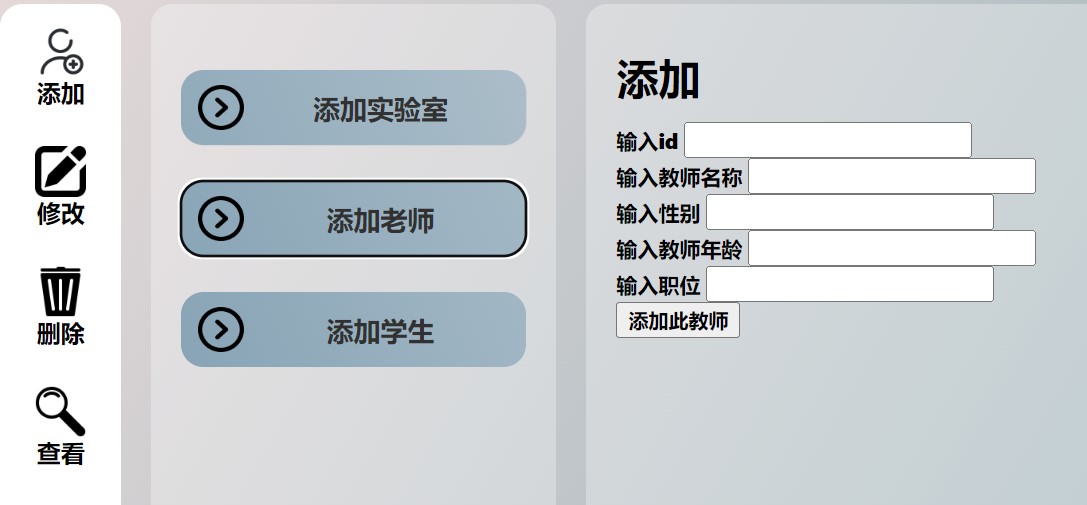 添加
修改
删除
查看
添加实验室
添加老师
添加学生
添加
输入id
输入教师名称
输入性别
输入教师年龄
输入职位
添加此教师